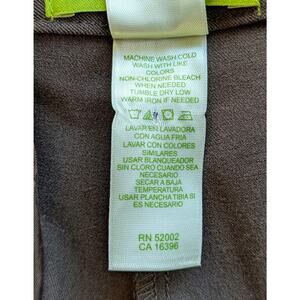 MACHINE WASH COLD
WASH WITH LIKE
COLORS
NON-CHLORINE BLEACH
WHEN NEEDED
TUMBLE DRY LOW
WARM IRON IF NEEDED
LAVAR EN LAVADORA
CON AGUA FRIA
LAVAR CON COLORES
SIMILARES
USAR BLANQUEADOR
SIN CLORO CUANDO SEA
NECESARIO
SECAR A BAJA
TEMPERATURA
USAR PLANCHA TIBIA SI
ES NECESARIO
RN 52002
CA 16396